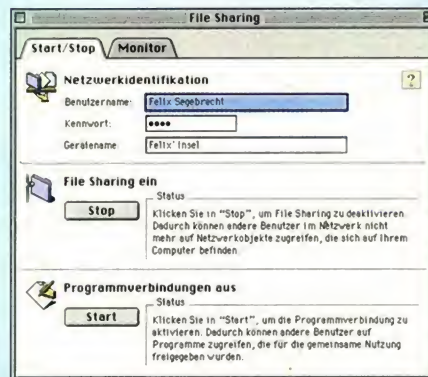 File Sharing
Start/Stop
Monitor
Netzwerkidentifikation
?
Benutzername:
Felix Segebrecht
Kennwort:
••••
Gerätename:
Felix' Insel
File Sharing ein
Status
Stop
Klicken Sie in "Stop", um File Sharing zu deaktivieren.
Dadurch können andere Benutzer im Netzwerk nicht
mehr auf Netzwerkobjekte zugreifen, die sich auf Ihrem
Computer befinden.
Programmverbindungen aus
Status
Start
Klicken Sie in "Start", um die Programmverbindung zu
aktivieren. Dadurch können andere Benutzer auf
Programme zugreifen, die für die gemeinsame Nutzung
freigegeben wurden.